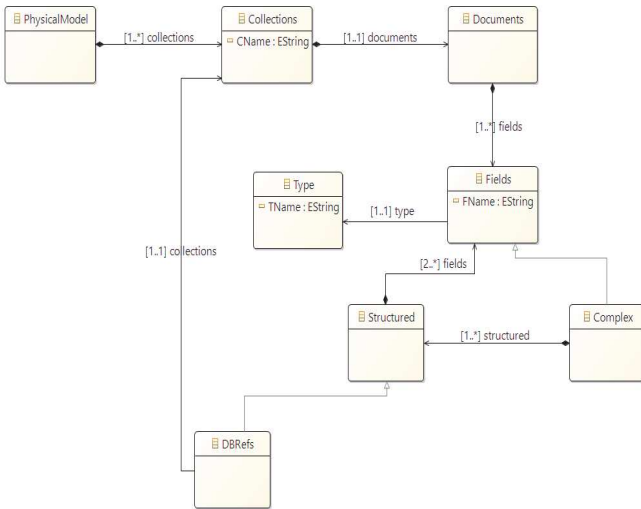 PhysicalModel
Collections
Documents
[1..*] collections
CName : EString
[1..1] documents
[1..*] fields
Type
Fields
TName : EString
[1..1] type
FName : EString
[1..1] collections
[2..*] fields
Structured
Complex
[1..*] structured
DBRefs